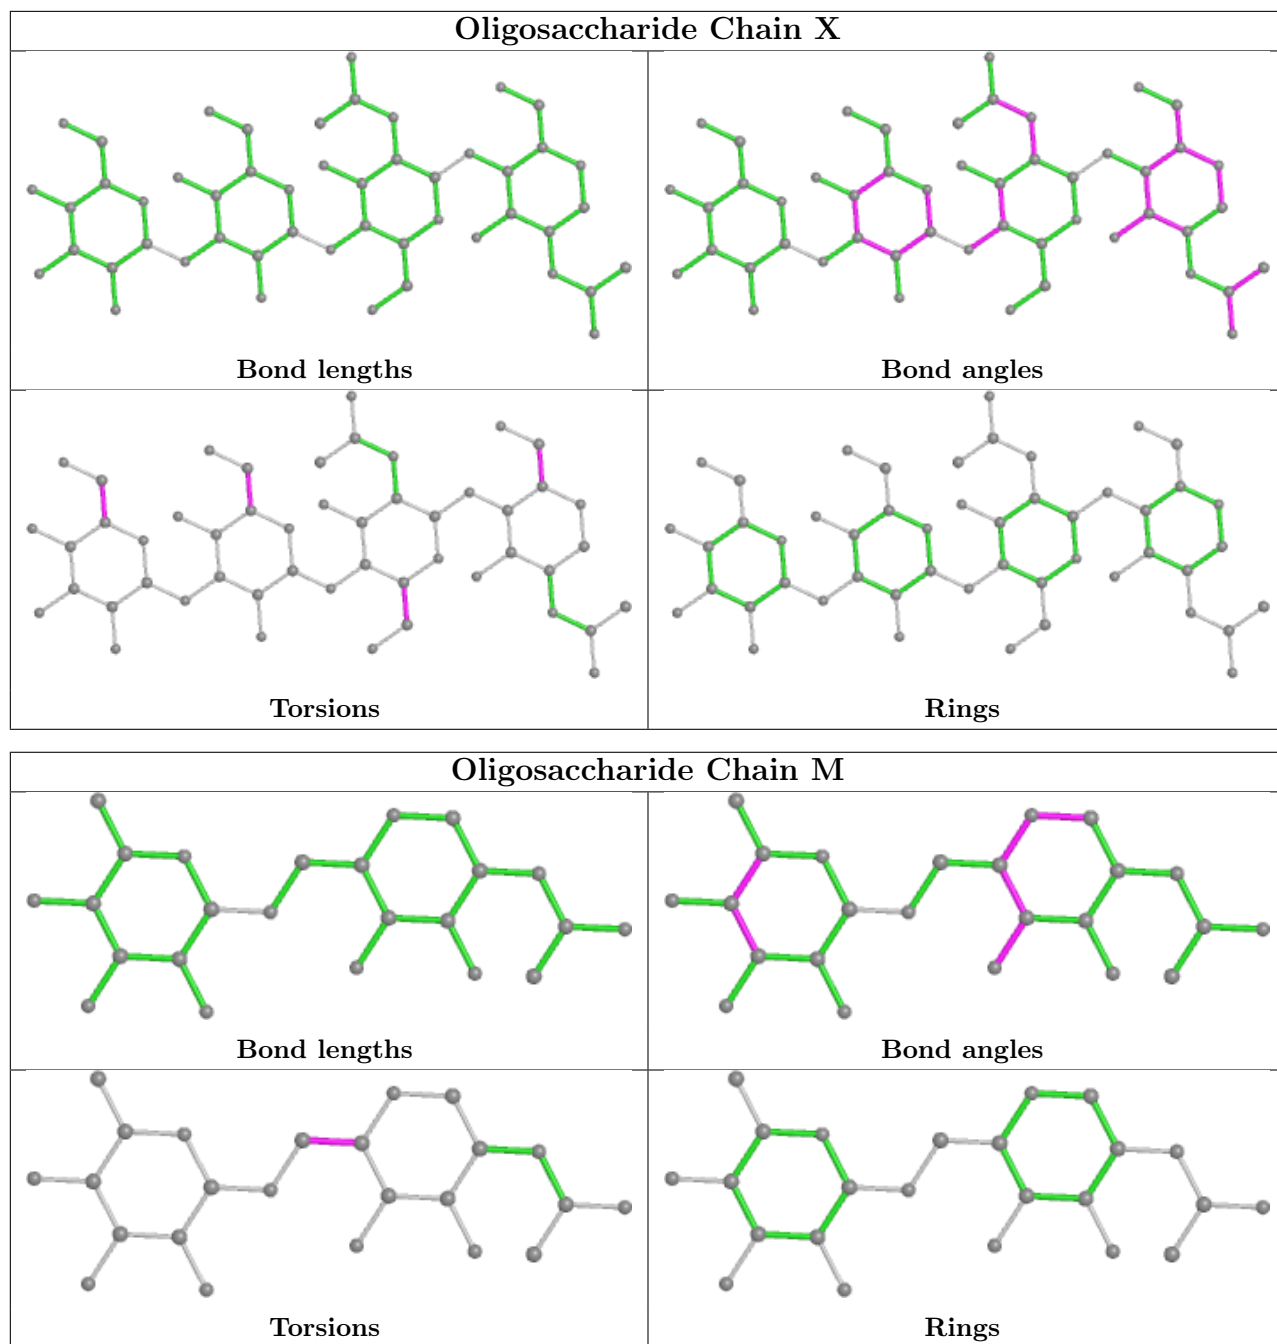 Oligosaccharide Chain X
Bond lengths
Bond angles
Torsions
Rings
Oligosaccharide Chain M
Bond lengths
Bond angles
Torsions
Rings